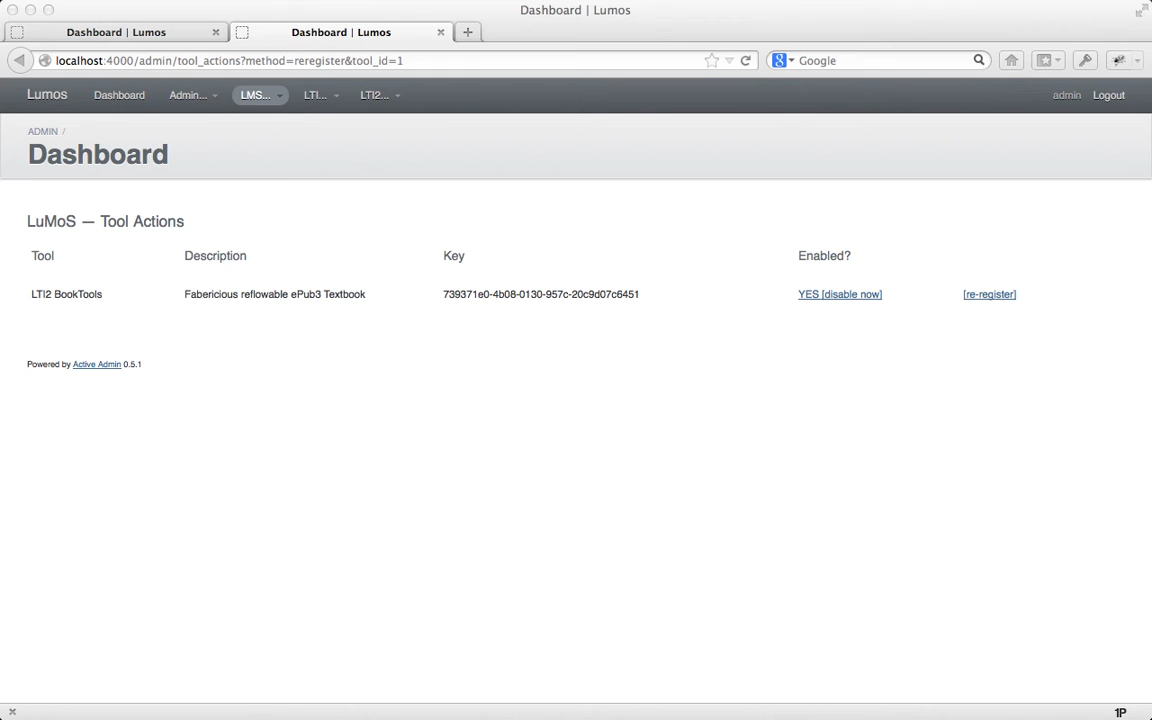 Dashboard | Lumos
Dashboard | Lumos
Dashboard | Lumos
localhost:4000/admin/tool_actions?method=reregister&tool_id=1
Google
Lumos Dashboard Admin... LMS... LTI... LTI2... admin Logout
ADMIN /
Dashboard
LuMoS — Tool Actions
Tool Description Key Enabled?
LTI2 BookTools Fabericious reflowable ePub3 Textbook 739371e0-4b08-0130-957c-20c9d07c6451 YES [disable now] [re-register]
Powered by Active Admin 0.5.1
1P